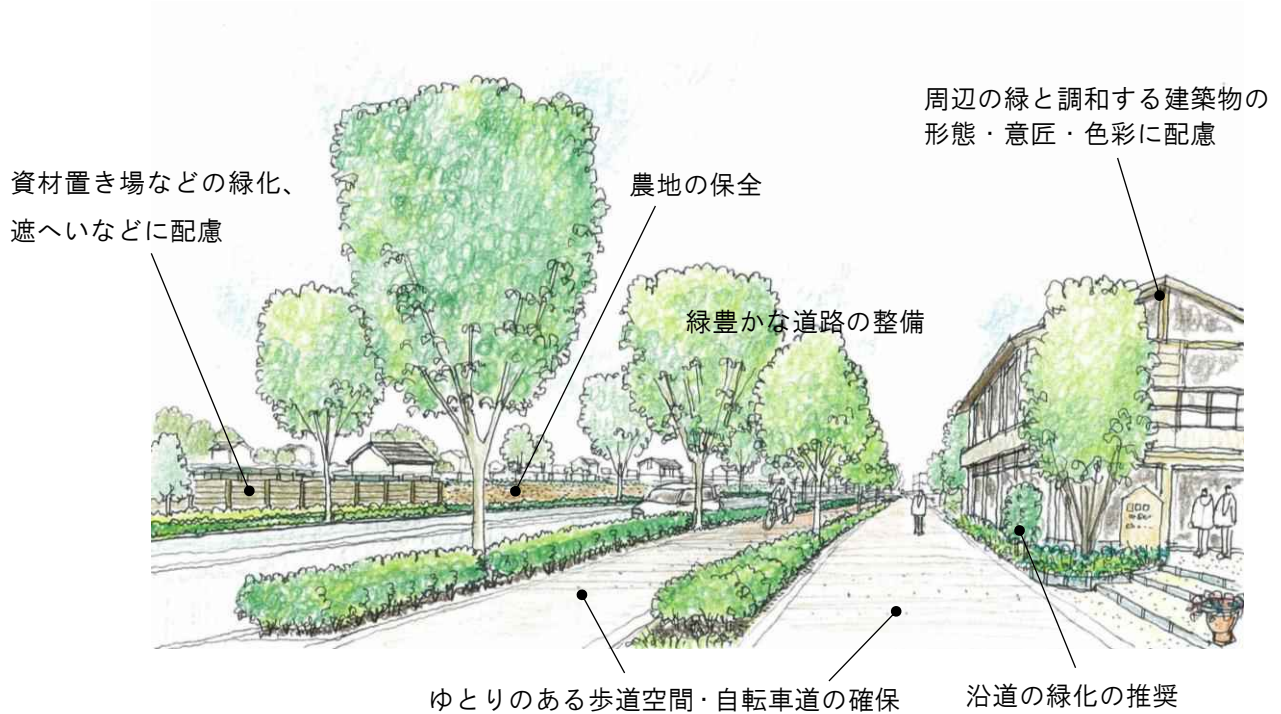 周辺の緑と調和する建築物の
形態・意匠・色彩に配慮
資材置き場などの緑化、
遮へいなどに配慮
農地の保全
緑豊かな道路の整備
ゆとりのある歩道空間・自転車道の確保
沿道の緑化の推奨